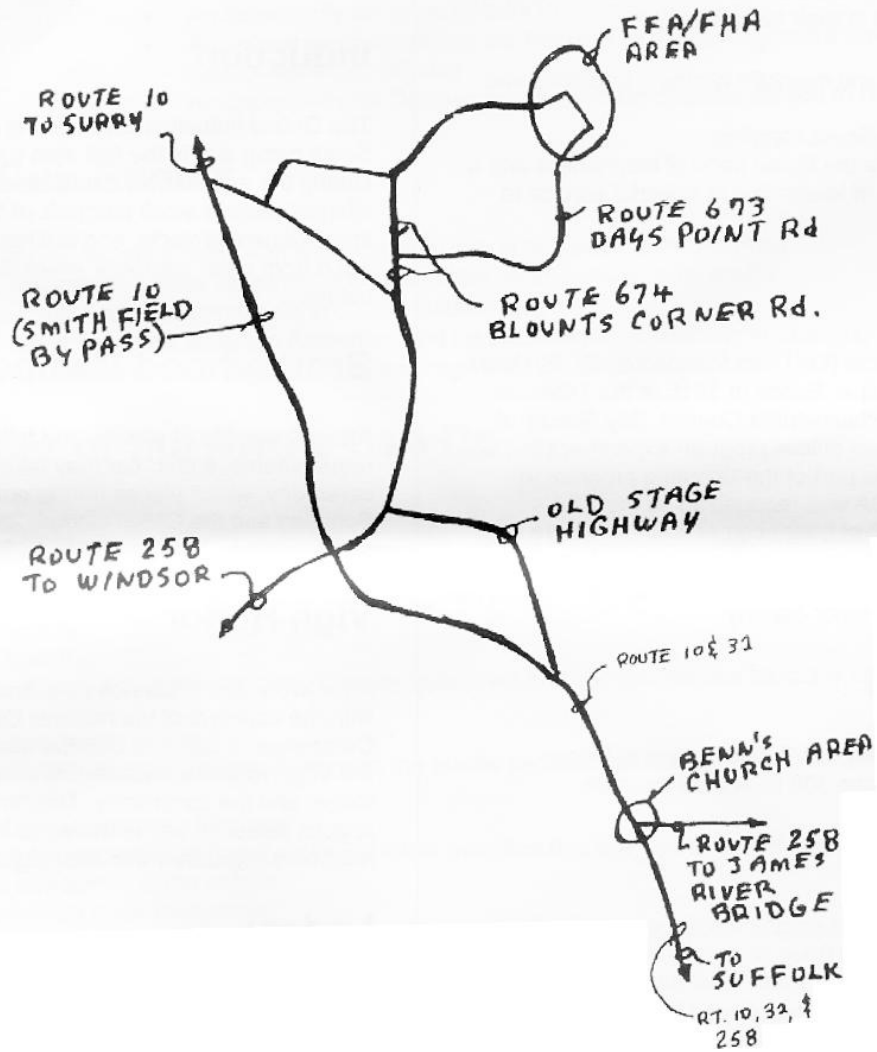 FFA/FHA
AREA
ROUTE 10
TO SURRY
ROUTE 673
DAYS POINT Rd
ROUTE 674
BLOUNTS CORNER Rd.
ROUTE 10
(SMITHFIELD
BY PASS)
OLD STAGE
HIGHWAY
ROUTE 258
TO WINDSOR
ROUTE 10 & 32
BENN'S
CHURCH AREA
ROUTE 258
TO JAMES
RIVER
BRIDGE
TO
SUFFOLK
RT. 10, 32, &
258